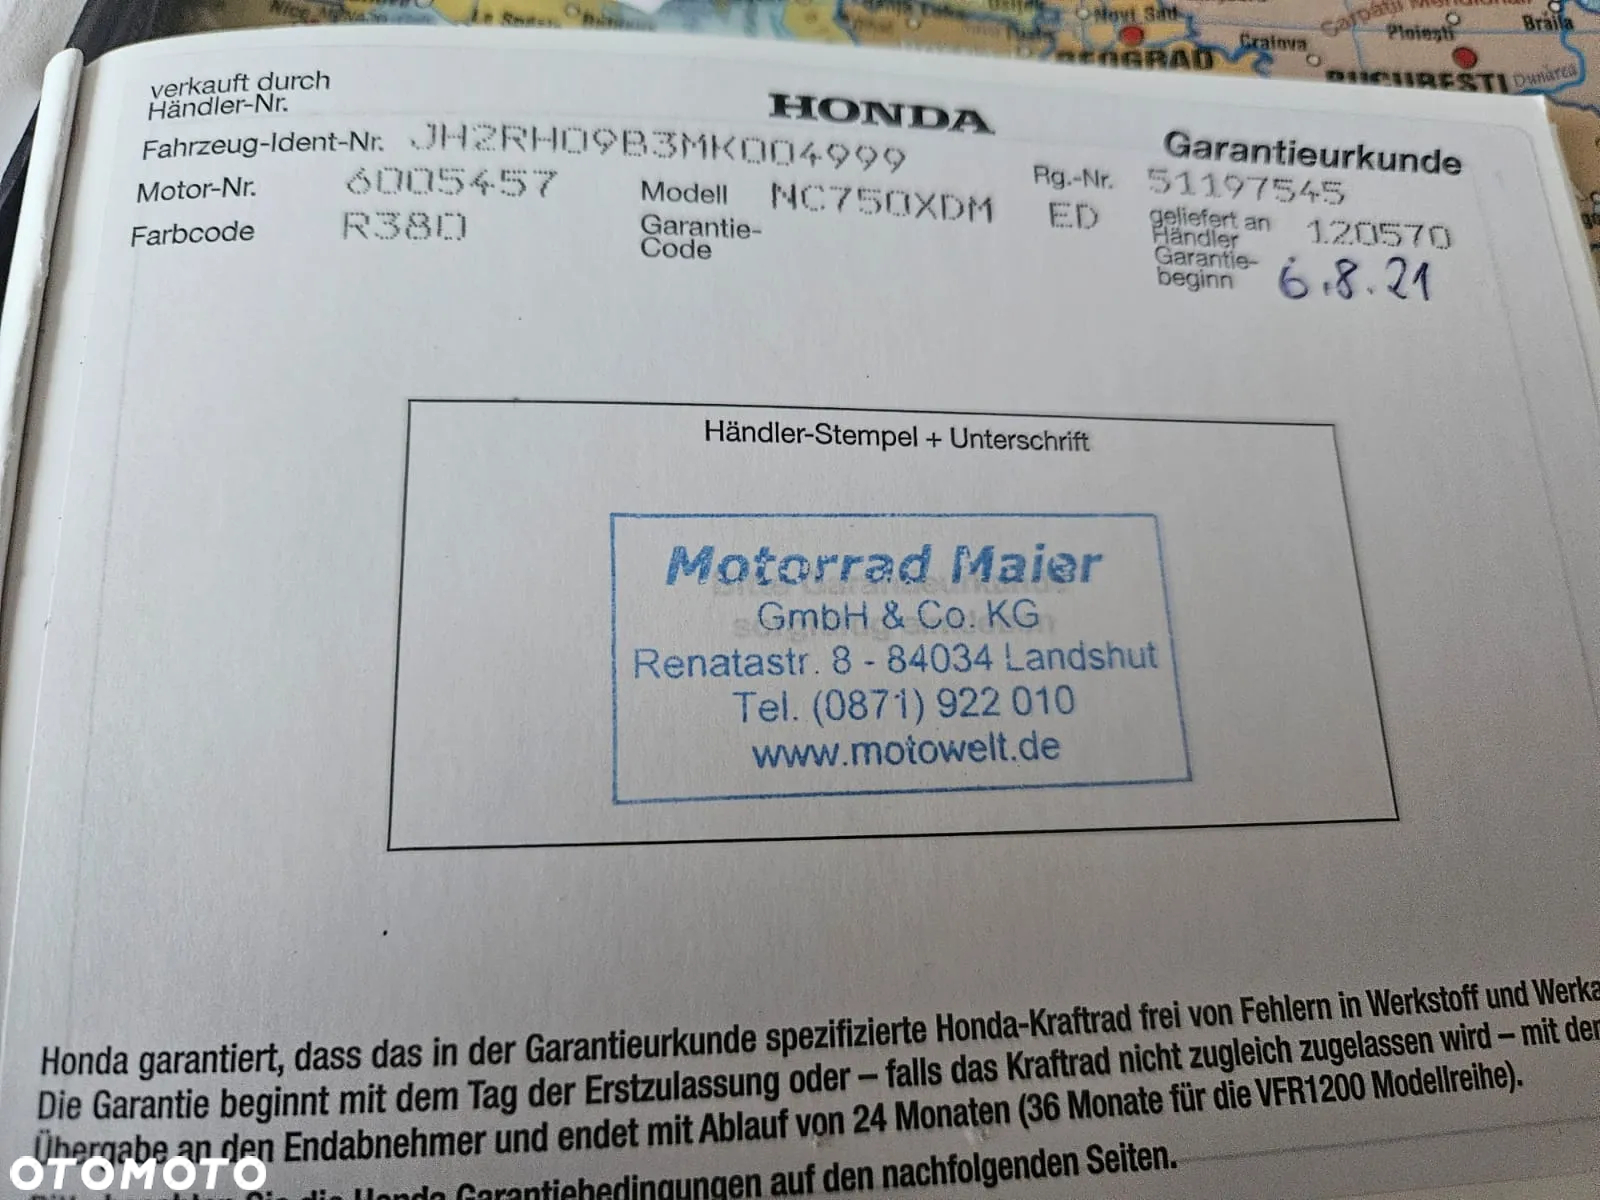 Novi Sad
BEOGRAD
Craiova
Ploiești
Brăila
BUCUREȘTI
Dunărea
verkauft durch
Händler-Nr.
HONDA
Garantieurkunde
Fahrzeug-Ident-Nr. JH2RH09B3MK004999
Motor-Nr. 6005457
Modell NC750XDM
Rg.-Nr. 51197545
Farbcode R380
Garantie-
Code
ED
geliefert an
Händler 120570
Garantie-
beginn 6.8.21
Händler-Stempel + Unterschrift
Motorrad Maier
GmbH & Co. KG
Renatastr. 8 - 84034 Landshut
Tel. (0871) 922 010
www.motowelt.de
Honda garantiert, dass das in der Garantieurkunde spezifizierte Honda-Kraftrad frei von Fehlern in Werkstoff und Werka
Die Garantie beginnt mit dem Tag der Erstzulassung oder – falls das Kraftrad nicht zugleich zugelassen wird – mit der
Übergabe an den Endabnehmer und endet mit Ablauf von 24 Monaten (36 Monate für die VFR1200 Modellreihe).
Sie die Honda Garantiebedingungen auf den nachfolgenden Seiten.
OTOMOTO